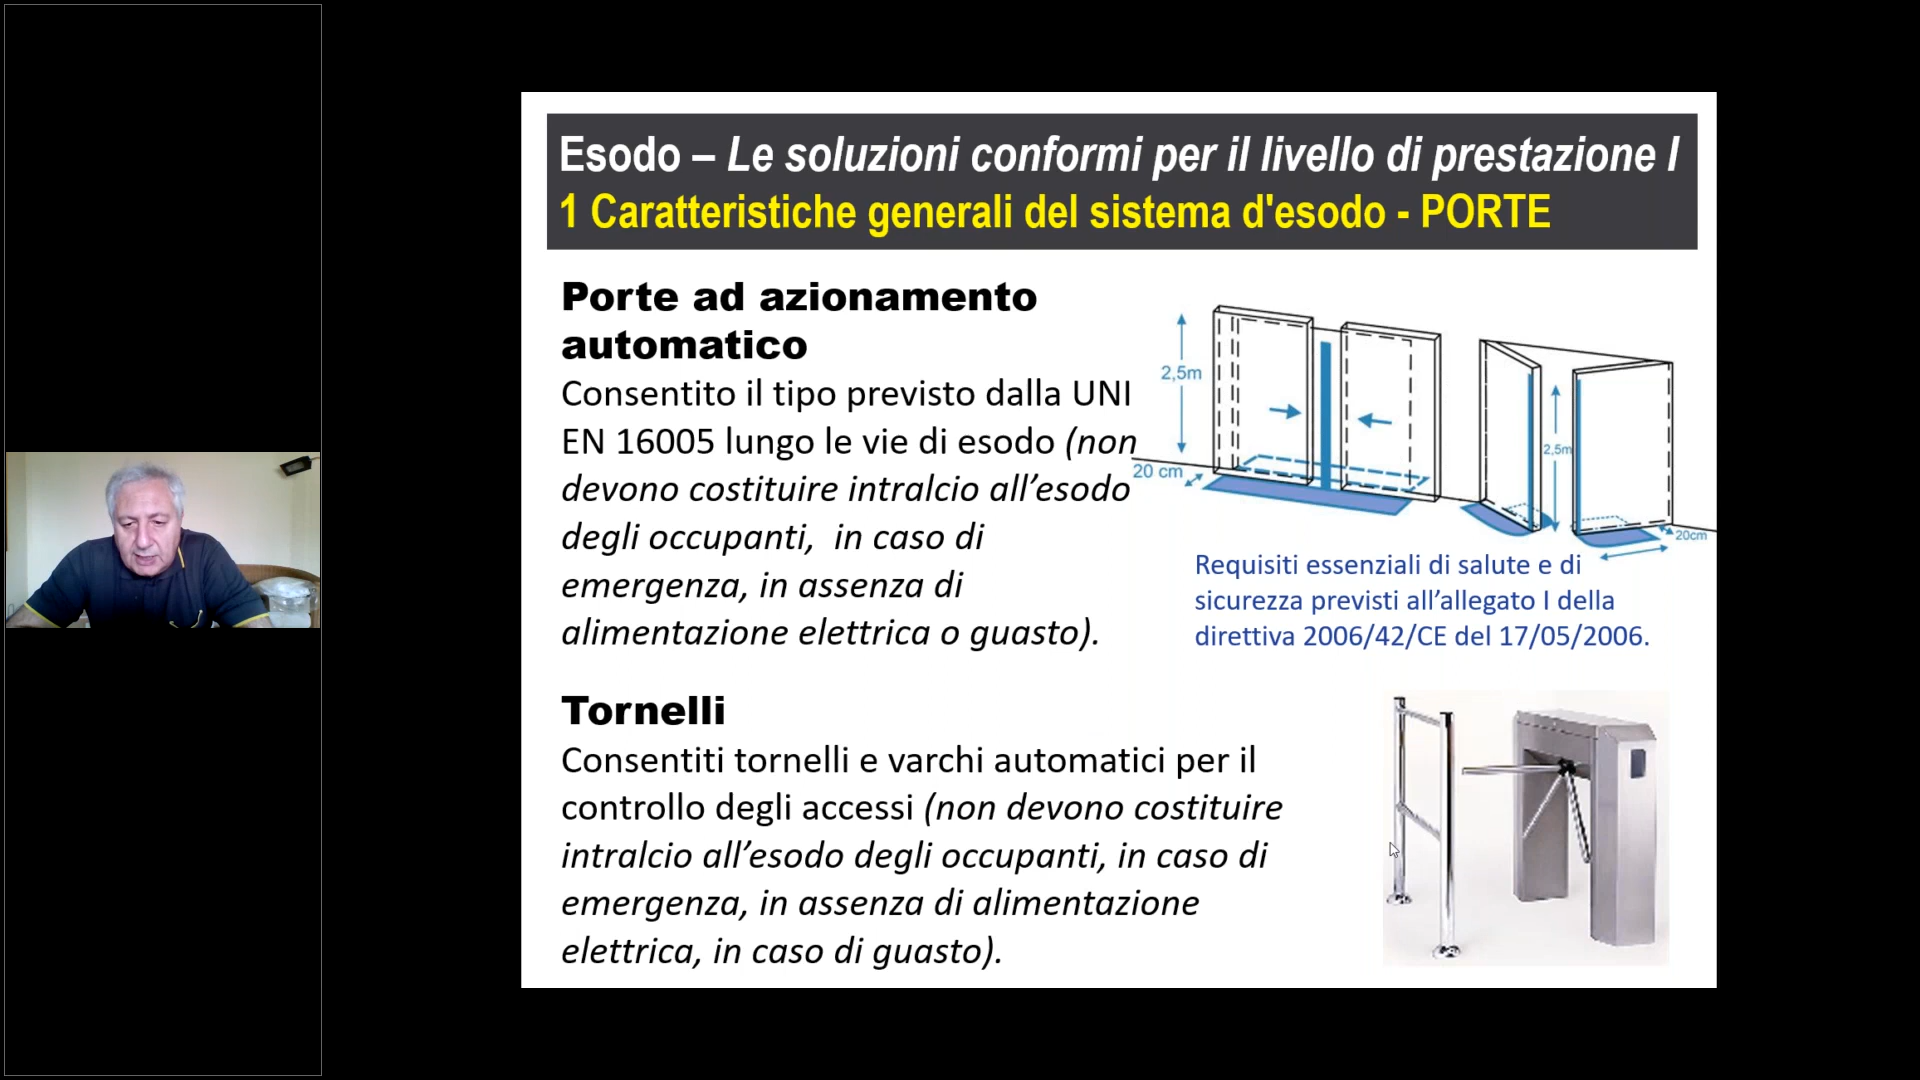 Esodo – Le soluzioni conformi per il livello di prestazione I
1 Caratteristiche generali del sistema d'esodo - PORTE
Porte ad azionamento
automatico
Consentito il tipo previsto dalla UNI
EN 16005 lungo le vie di esodo (non
devono costituire intralcio all’esodo
degli occupanti,  in caso di
emergenza, in assenza di
alimentazione elettrica o guasto).
2,5m
20 cm
2,5m
20cm
Requisiti essenziali di salute e di
sicurezza previsti all’allegato I della
direttiva 2006/42/CE del 17/05/2006.
Tornelli
Consentiti tornelli e varchi automatici per il
controllo degli accessi (non devono costituire
intralcio all’esodo degli occupanti, in caso di
emergenza, in assenza di alimentazione
elettrica, in caso di guasto).